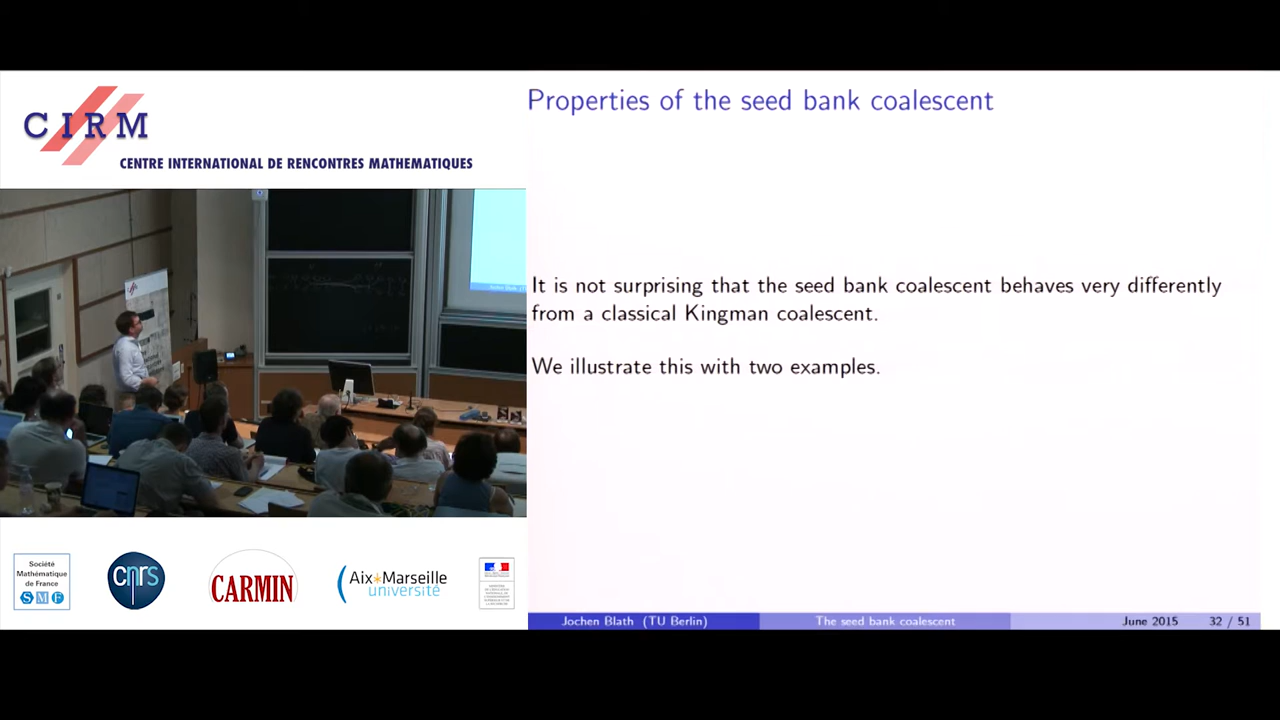 CIRM
CENTRE INTERNATIONAL DE RENCONTRES MATHEMATIQUES
Properties of the seed bank coalescent
It is not surprising that the seed bank coalescent behaves very differently
from a classical Kingman coalescent.
We illustrate this with two examples.
Société
Mathématique
de France
SMF
cnrs
CARMIN
Aix*Marseille
université
Jochen Blath (TU Berlin)
The seed bank coalescent
June 2015
32 / 51